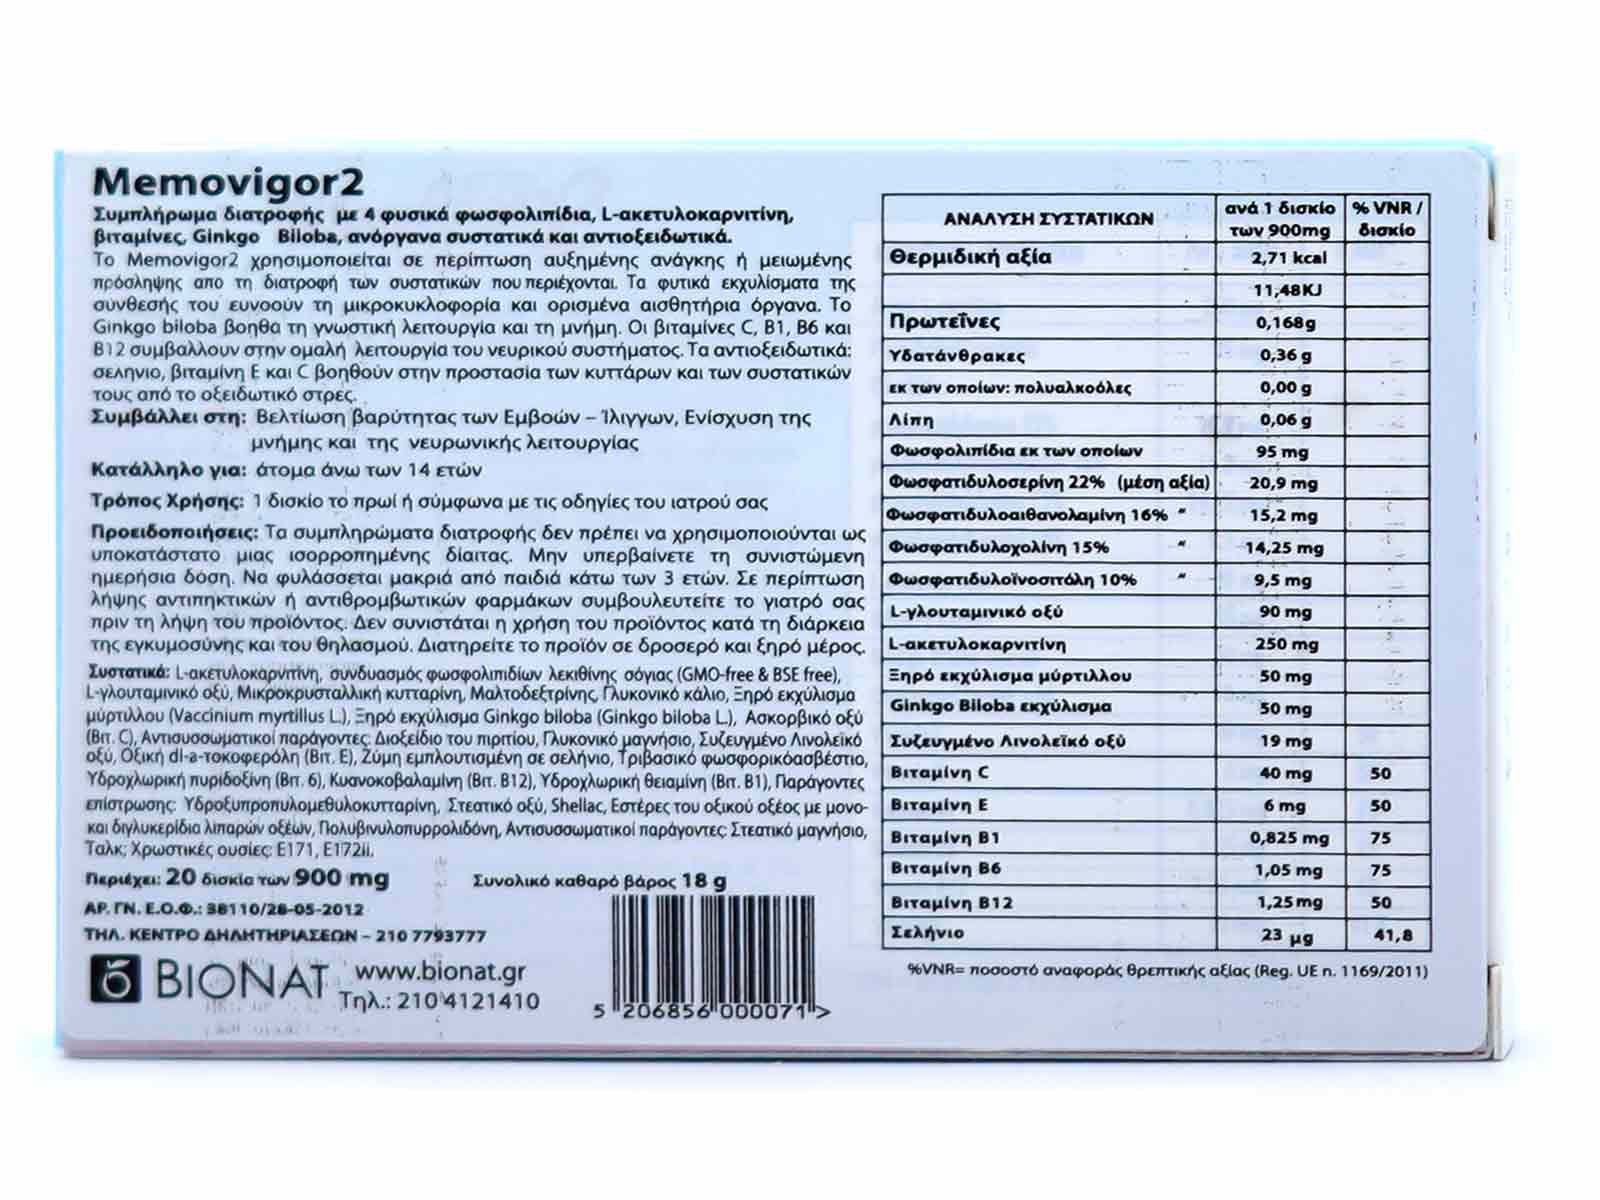 Memovigor2
Συμπλήρωμα διατροφής με 4 φυσικά φωσφολιπίδια, L-ακετυλοκαρνιτίνη,
βιταμίνες, Ginkgo Biloba, ανόργανα συστατικά και αντιοξειδωτικά.
Το Memovigor2 χρησιμοποιείται σε περίπτωση αυξημένης ανάγκης ή μειωμένης
πρόσληψης απο τη διατροφή των συστατικών που περιέχονται. Τα φυτικά εκχυλίσματα της
σύνθεσής του ευνοούν τη μικροκυκλοφορία και ορισμένα αισθητήρια όργανα. Το
Ginkgo biloba βοηθά τη γνωστική λειτουργία και τη μνήμη. Οι βιταμίνες C, B1, B6 και
B12 συμβάλλουν στην ομαλή λειτουργία του νευρικού συστήματος. Τα αντιοξειδωτικά:
σεληνιο, βιταμίνη E και C βοηθούν στην προστασία των κυττάρων και των συστατικών
τους από το οξειδωτικό στρες.
Συμβάλλει στη: Βελτίωση βαρύτητας των Εμβοών – Ίλιγγων, Ενίσχυση της
μνήμης και της νευρωνικής λειτουργίας
Κατάλληλο για: άτομα άνω των 14 ετών
Τρόπος Χρήσης: 1 δισκίο το πρωί ή σύμφωνα με τις οδηγίες του ιατρού σας
Προειδοποιήσεις: Τα συμπληρώματα διατροφής δεν πρέπει να χρησιμοποιούνται ως
υποκατάστατο μιας ισορροπημένης δίαιτας. Μην υπερβαίνετε τη συνιστώμενη
ημερήσια δόση. Να φυλάσσεται μακριά από παιδιά κάτω των 3 ετών. Σε περίπτωση
λήψης αντιπηκτικών ή αντιθρομβωτικών φαρμάκων συμβουλευτείτε το γιατρό σας
πριν τη λήψη του προϊόντος. Δεν συνιστάται η χρήση του προϊόντος κατά τη διάρκεια
της εγκυμοσύνης και του θηλασμού. Διατηρείτε το προϊόν σε δροσερό και ξηρό μέρος.
Συστατικά: L-ακετυλοκαρνιτίνη, συνδυασμός φωσφολιπιδίων λεκιθίνης σόγιας (GMO-free & BSE free),
L-γλουταμινικό οξύ, Μικροκρυσταλλική κυτταρίνη, Μαλτοδεξτρίνης, Γλυκονικό κάλιο, Ξηρό εκχύλισμα
μύρτιλλου (Vaccinium myrtillus L.), Ξηρό εκχύλισμα Ginkgo biloba (Ginkgo biloba L.), Ασκορβικό οξύ
(Βιτ. C), Αντισυσσωματικοί παράγοντες: Διοξείδιο του πιριτίου, Γλυκονικό μαγνήσιο, Συζευγμένο Λινολεϊκό
οξύ, Οξική dl-a-τοκοφερόλη (Βιτ. E), Ζύμη εμπλουτισμένη σε σελήνιο, Τριβασικό φωσφορικόασβέστιο,
Υδροχλωρική πυριδοξίνη (Βιτ. 6), Κυανοκοβαλαμίνη (Βιτ. B12), Υδροχλωρική θειαμίνη (Βιτ. B1), Παράγοντες
επίστρωσης: Υδροξυπροπυλομεθυλοκυτταρίνη, Στεατικό οξύ, Shellac, Εστέρες του οξικού οξέος με μονο-
και διγλυκερίδια λιπαρών οξέων, Πολυβινυλοπυρρολιδόνη, Αντισυσσωματικοί παράγοντες: Στεατικό μαγνήσιο,
Ταλκ; Χρωστικές ουσίες: E171, E172ii.
Περιέχει: 20 δισκία των 900 mg Συνολικό καθαρό βάρος 18 g
ΑΡ. ΓΝ. Ε.Ο.Φ.: 38110/28-05-2012
ΤΗΛ. ΚΕΝΤΡΟ ΔΗΛΗΤΗΡΙΑΣΕΩΝ – 210 7793777
BIONAT www.bionat.gr
Τηλ.: 210 4121410
5 206856 000071 >
ΑΝΑΛΥΣΗ ΣΥΣΤΑΤΙΚΩΝ ανά 1 δισκίο των 900mg % VNR / δισκίο
Θερμιδική αξία 2,71 kcal
11,48KJ
Πρωτεΐνες 0,168g
Υδατάνθρακες 0,36 g
εκ των οποίων: πολυαλκοόλες 0,00 g
Λίπη 0,06 g
Φωσφολιπίδια εκ των οποίων 95 mg
Φωσφατιδυλοσερίνη 22% (μέση αξία) 20,9 mg
Φωσφατιδυλοαιθανολαμίνη 16% " 15,2 mg
Φωσφατιδυλοχολίνη 15% " 14,25 mg
Φωσφατιδυλοϊνοσιτόλη 10% " 9,5 mg
L-γλουταμινικό οξύ 90 mg
L-ακετυλοκαρνιτίνη 250 mg
Ξηρό εκχύλισμα μύρτιλλου 50 mg
Ginkgo Biloba εκχύλισμα 50 mg
Συζευγμένο Λινολεϊκό οξύ 19 mg
Βιταμίνη C 40 mg 50
Βιταμίνη E 6 mg 50
Βιταμίνη B1 0,825 mg 75
Βιταμίνη B6 1,05 mg 75
Βιταμίνη B12 1,25 mg 50
Σελήνιο 23 μg 41,8
%VNR= ποσοστό αναφοράς θρεπτικής αξίας (Reg. UE n. 1169/2011)